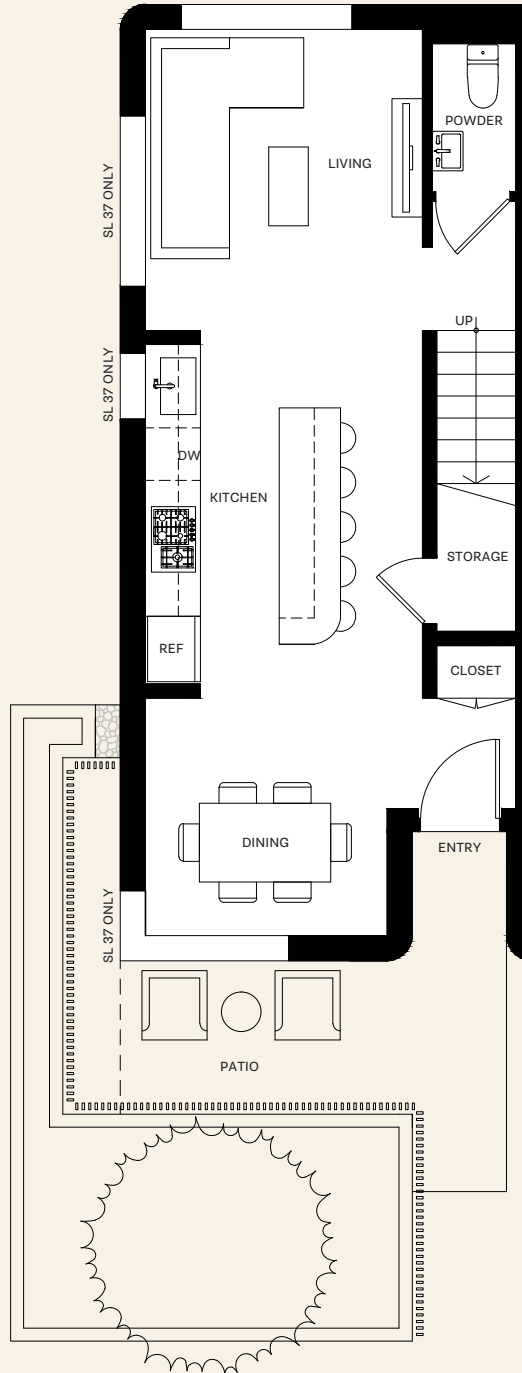 POWDER
LIVING
SL 37 ONLY
UP
SL 37 ONLY
DW
KITCHEN
STORAGE
REF
CLOSET
DINING
ENTRY
SL 37 ONLY
PATIO